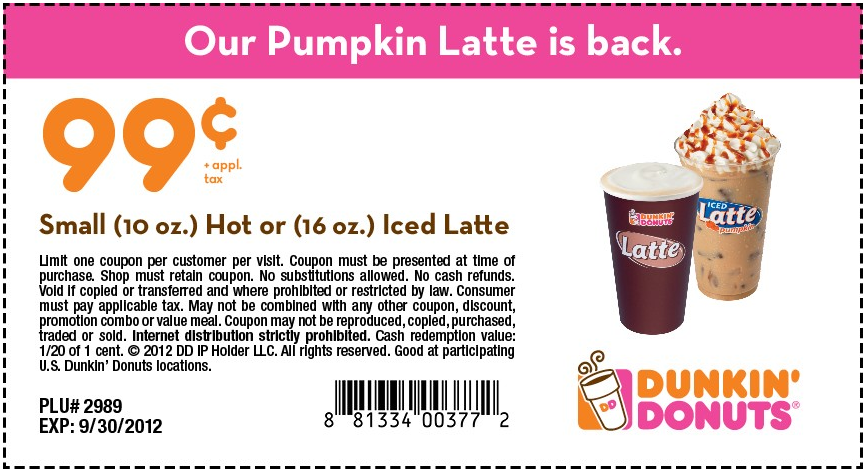 Our Pumpkin Latte is back.
99¢
+ appl.
tax
Small (10 oz.) Hot or (16 oz.) Iced Latte
Limit one coupon per customer per visit. Coupon must be presented at time of
purchase. Shop must retain coupon. No substitutions allowed. No cash refunds.
Void if copied or transferred and where prohibited or restricted by law. Consumer
must pay applicable tax. May not be combined with any other coupon, discount,
promotion combo or value meal. Coupon may not be reproduced, copied, purchased,
traded or sold. Internet distribution strictly prohibited. Cash redemption value:
1/20 of 1 cent. © 2012 DD IP Holder LLC. All rights reserved. Good at participating
U.S. Dunkin' Donuts locations.
PLU# 2989
EXP: 9/30/2012
8 81334 00377 2
ICED
Latte
pumpkin
DUNKIN'
DONUTS
Latte
DD
DUNKIN'
DONUTS®